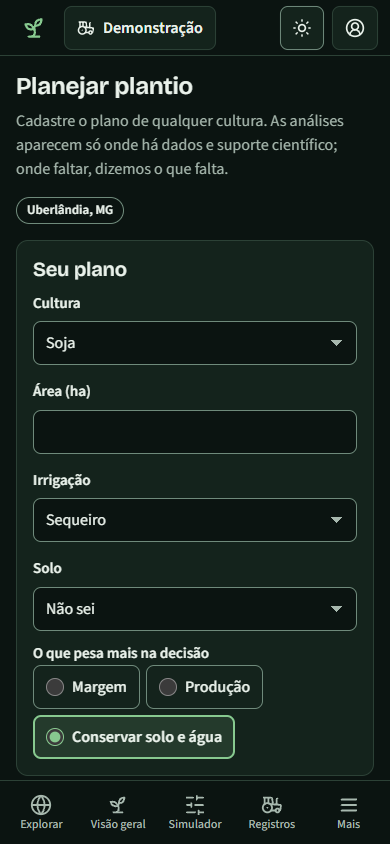 Demonstração
Planejar plantio
Cadastre o plano de qualquer cultura. As análises
aparecem só onde há dados e suporte científico;
onde faltar, dizemos o que falta.
Uberlândia, MG
Seu plano
Cultura
Soja
Área (ha)
Irrigação
Sequeiro
Solo
Não sei
O que pesa mais na decisão
Margem
Produção
Conservar solo e água
Explorar
Visão geral
Simulador
Registros
Mais